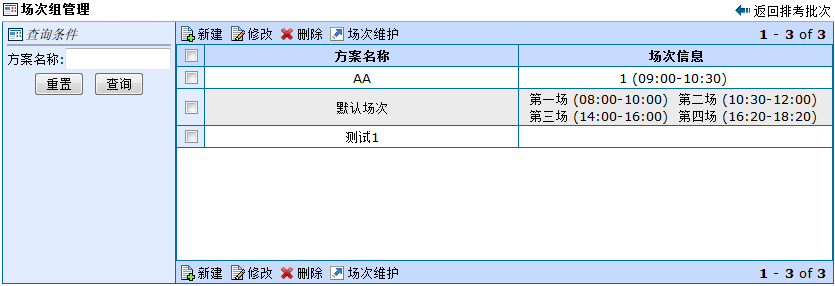 场次组管理 返回排考批次
查询条件
方案名称:
重置 查询
新建 修改 删除 场次维护 1 - 3 of 3
方案名称 场次信息
AA 1 (09:00-10:30)
默认场次 第一场 (08:00-10:00) 第二场 (10:30-12:00)
第三场 (14:00-16:00) 第四场 (16:20-18:20)
测试1
新建 修改 删除 场次维护 1 - 3 of 3